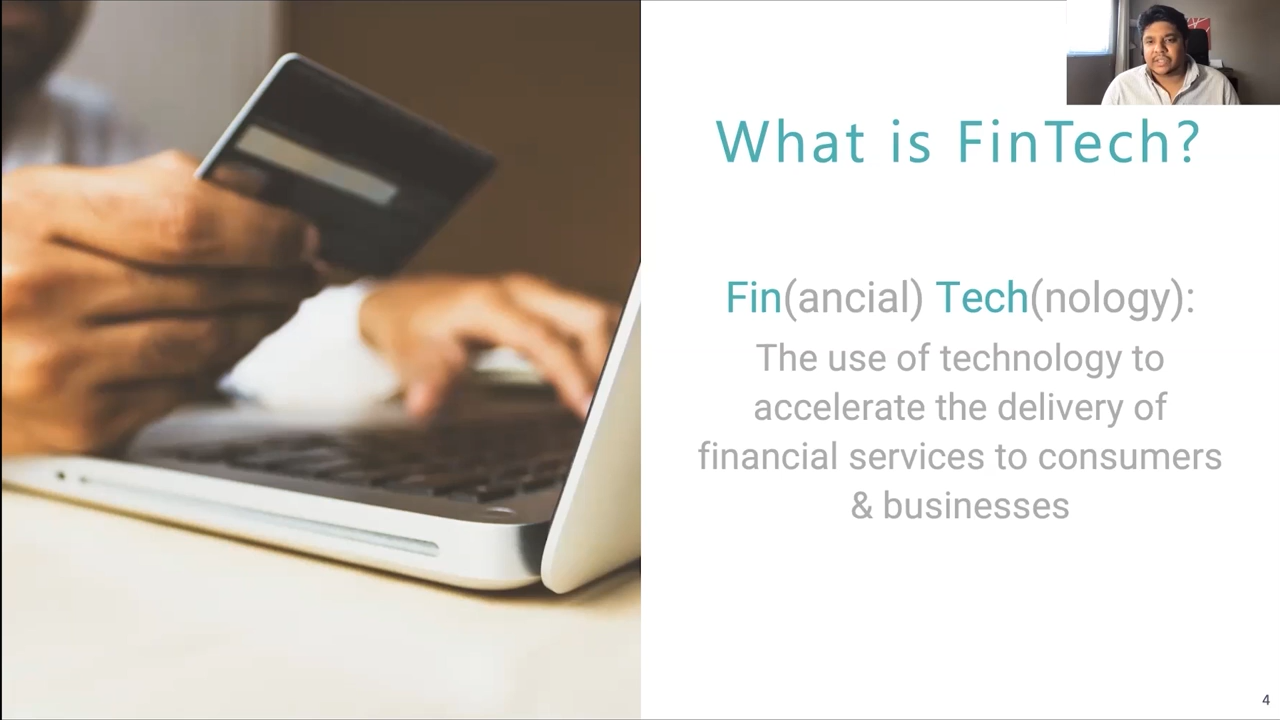 What is FinTech?
Fin(ancial) Tech(nology):
The use of technology to
accelerate the delivery of
financial services to consumers
& businesses
4